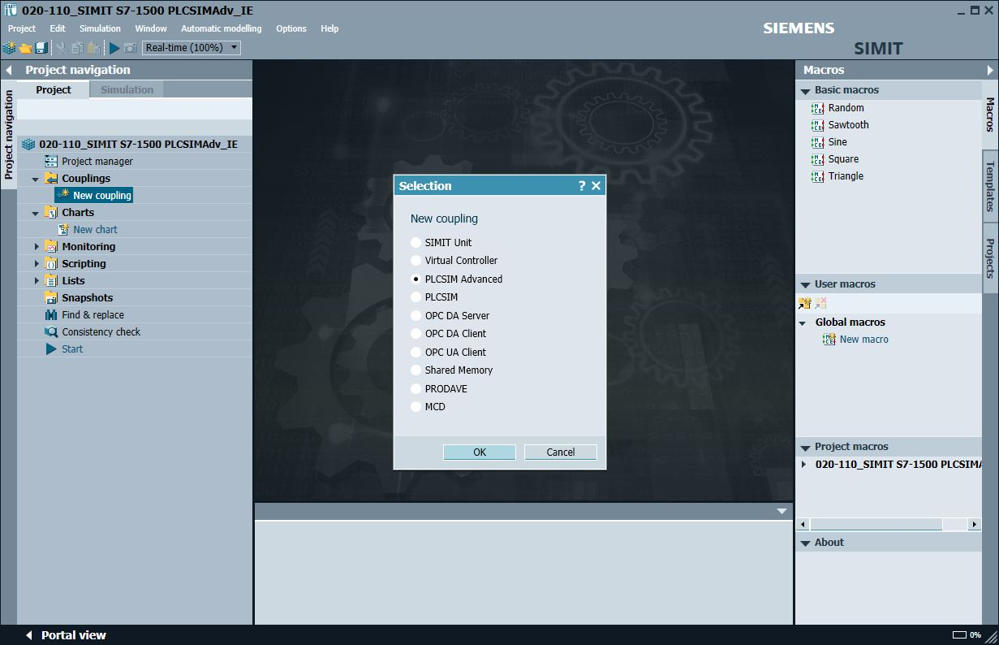 020-110_SIMIT S7-1500 PLCSIMAdv_IE
Project Edit Simulation Window Automatic modelling Options Help
SIEMENS
SIMIT
Real-time (100%)
Project navigation
Project Simulation
Project navigation
020-110_SIMIT S7-1500 PLCSIMAdv_IE
Project manager
Couplings
New coupling
Charts
New chart
Monitoring
Scripting
Lists
Snapshots
Find & replace
Consistency check
Start
Selection ?
New coupling
SIMIT Unit
Virtual Controller
PLCSIM Advanced
PLCSIM
OPC DA Server
OPC DA Client
OPC UA Client
Shared Memory
PRODAVE
MCD
OK Cancel
Macros
Basic macros
Random
Sawtooth
Sine
Square
Triangle
User macros
Global macros
New macro
Project macros
020-110_SIMIT S7-1500 PLCSIMA
About
Macros
Templates
Projects
Portal view
0%